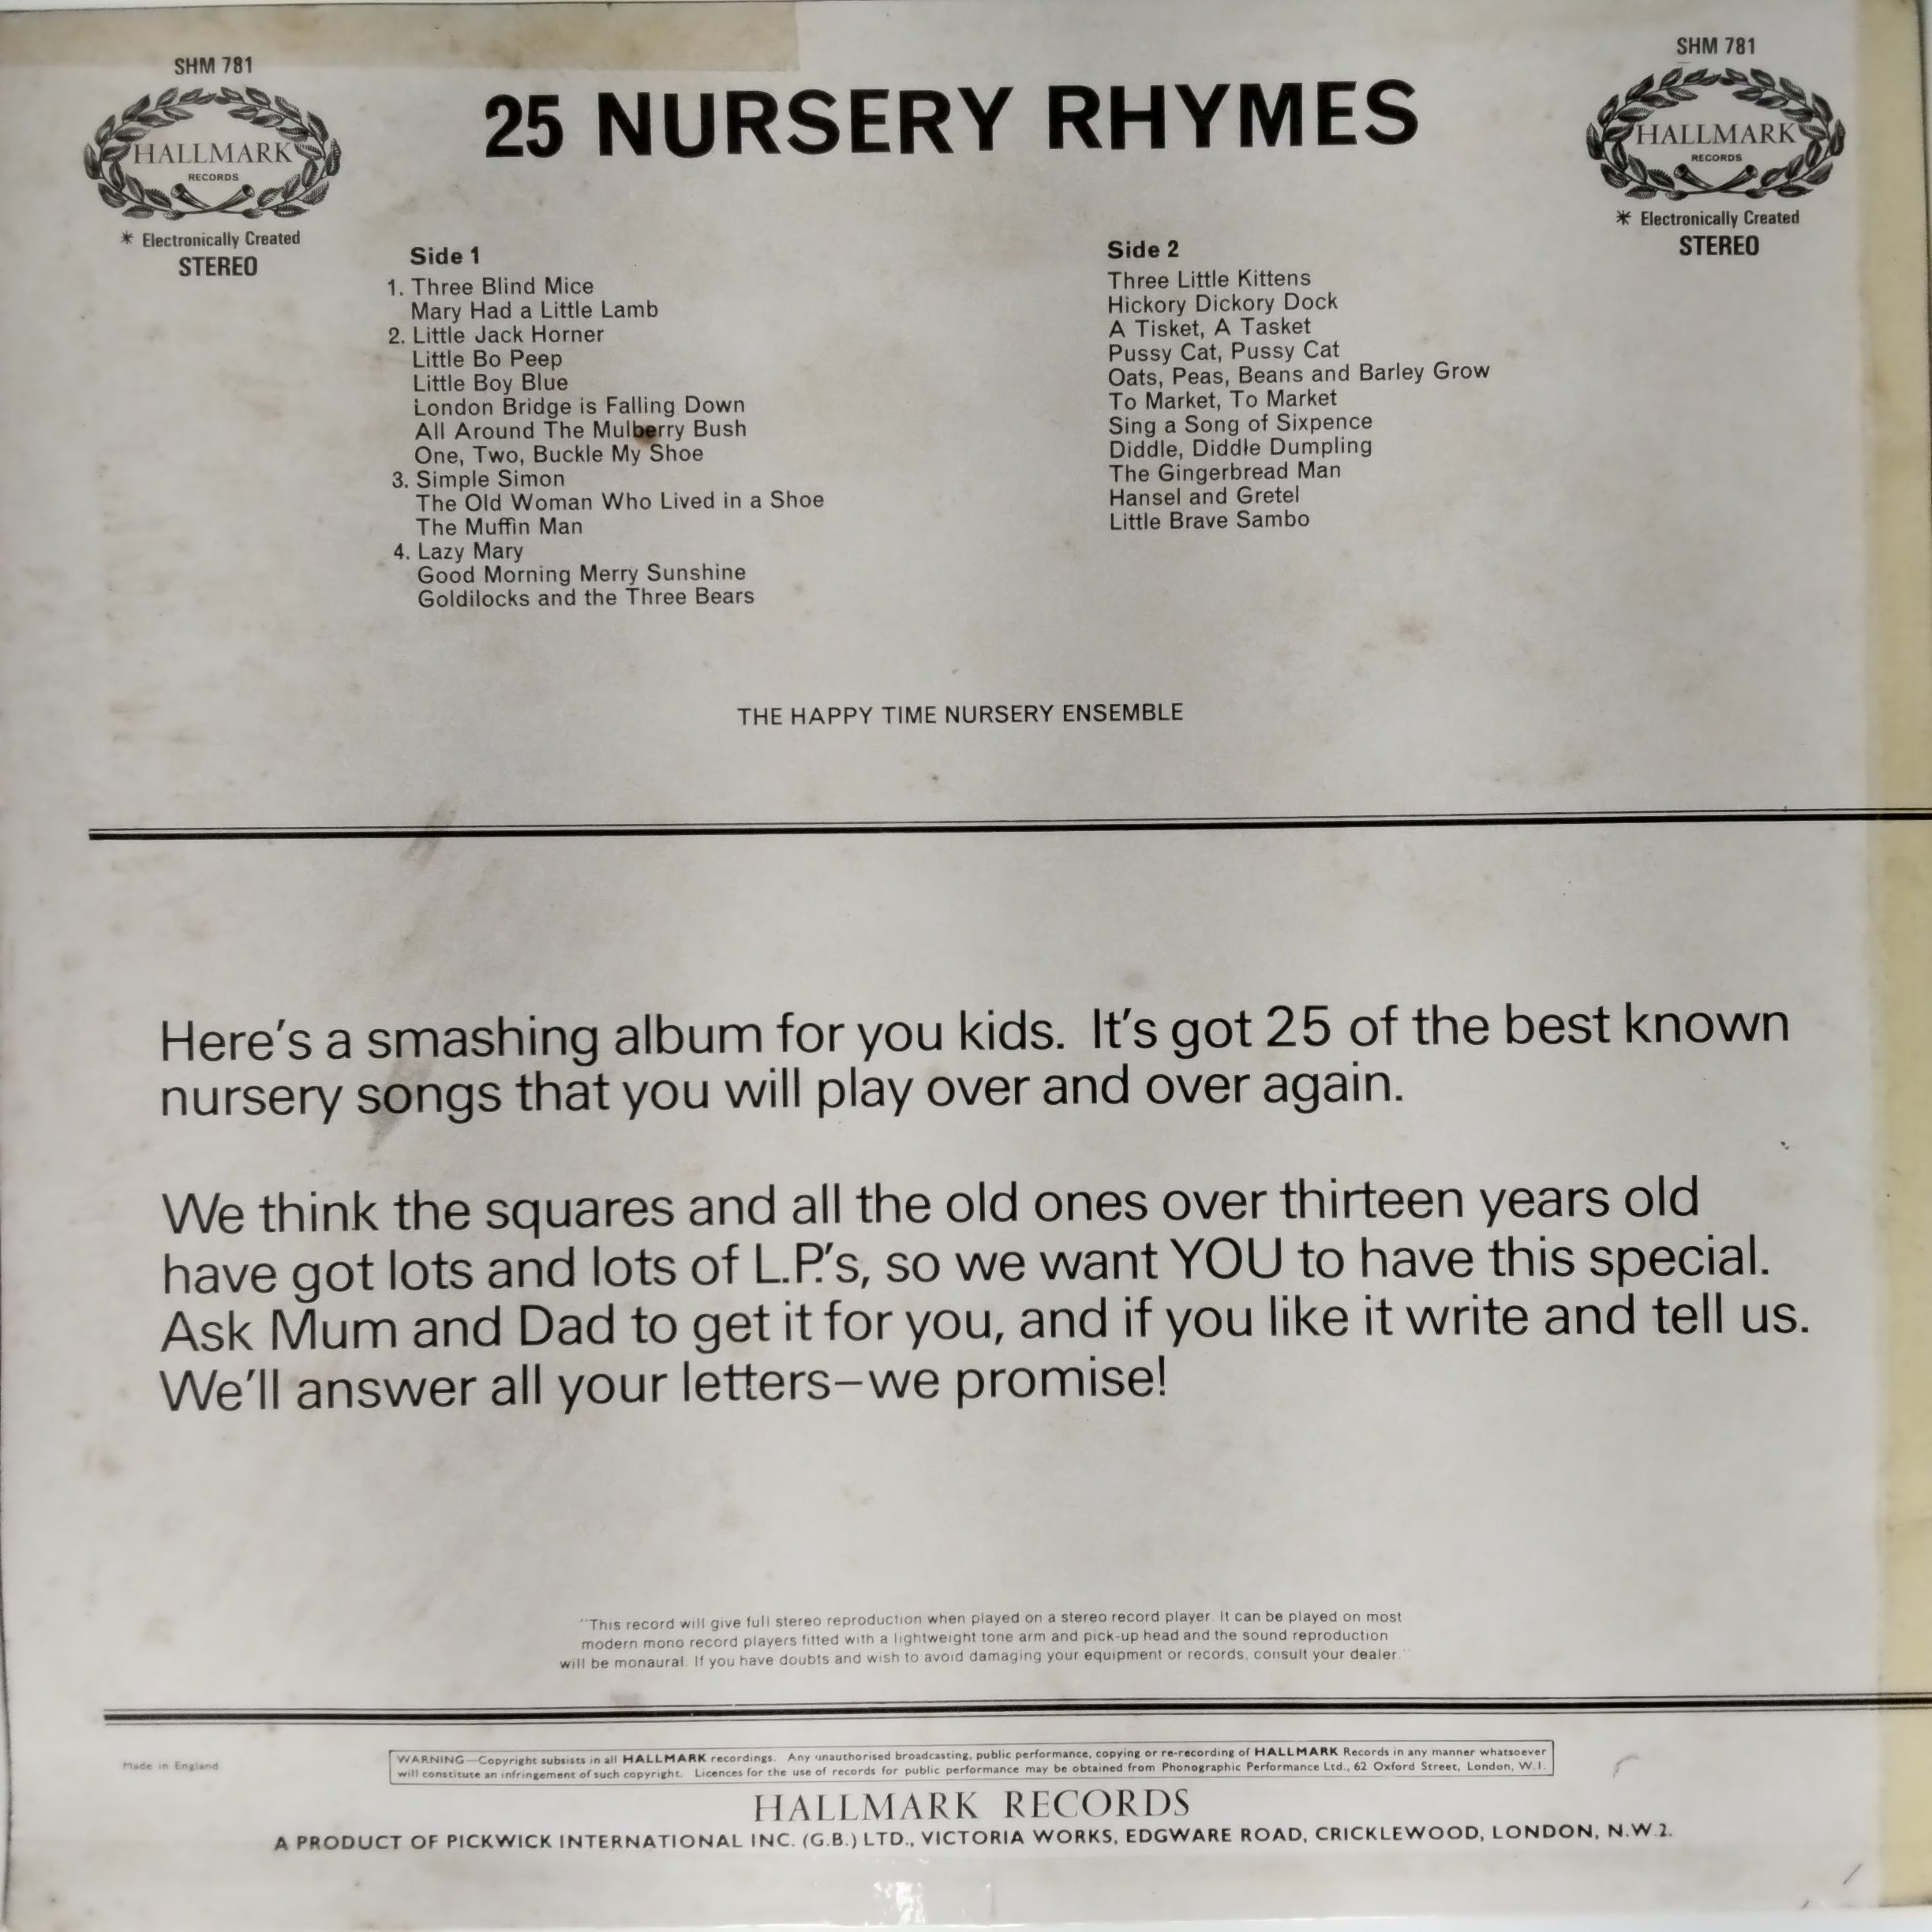 SHM 781
HALLMARK
RECORDS
* Electronically Created
STEREO
25 NURSERY RHYMES
SHM 781
HALLMARK
RECORDS
* Electronically Created
STEREO
Side 1
1. Three Blind Mice
Mary Had a Little Lamb
2. Little Jack Horner
Little Bo Peep
Little Boy Blue
London Bridge is Falling Down
All Around The Mulberry Bush
One, Two, Buckle My Shoe
3. Simple Simon
The Old Woman Who Lived in a Shoe
The Muffin Man
4. Lazy Mary
Good Morning Merry Sunshine
Goldilocks and the Three Bears
Side 2
Three Little Kittens
Hickory Dickory Dock
A Tisket, A Tasket
Pussy Cat, Pussy Cat
Oats, Peas, Beans and Barley Grow
To Market, To Market
Sing a Song of Sixpence
Diddle, Diddle Dumpling
The Gingerbread Man
Hansel and Gretel
Little Brave Sambo
THE HAPPY TIME NURSERY ENSEMBLE
Here's a smashing album for you kids. It's got 25 of the best known
nursery songs that you will play over and over again.
We think the squares and all the old ones over thirteen years old
have got lots and lots of L.P.'s, so we want YOU to have this special.
Ask Mum and Dad to get it for you, and if you like it write and tell us.
We'll answer all your letters–we promise!
"This record will give full stereo reproduction when played on a stereo record player. It can be played on most
modern mono record players fitted with a lightweight tone arm and pick-up head and the sound reproduction
will be monaural. If you have doubts and wish to avoid damaging your equipment or records, consult your dealer."
Made in England
WARNING—Copyright subsists in all HALLMARK recordings. Any unauthorised broadcasting, public performance, copying or re-recording of HALLMARK Records in any manner whatsoever
will constitute an infringement of such copyright. Licences for the use of records for public performance may be obtained from Phonographic Performance Ltd., 62 Oxford Street, London, W.1.
HALLMARK RECORDS
A PRODUCT OF PICKWICK INTERNATIONAL INC. (G.B.) LTD., VICTORIA WORKS, EDGWARE ROAD, CRICKLEWOOD, LONDON, N.W.2.